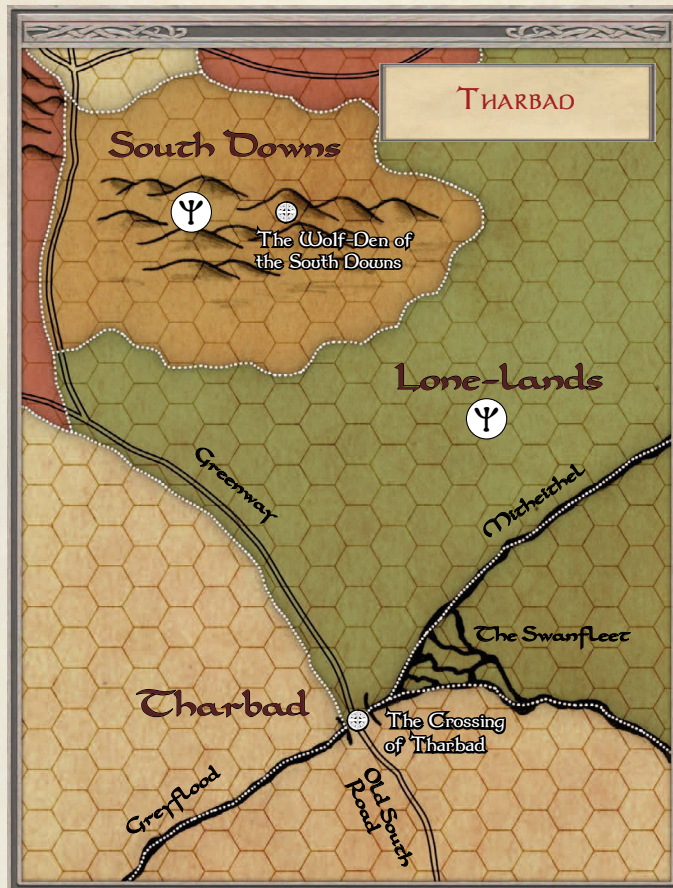 Tharbad
South Downs
The Wolf-Den of
the South Downs
Lone-lands
Greenway
Mitheithel
The Swanfleet
Tharbad
The Crossing
of Tharbad
Greyflood
Old South
Road